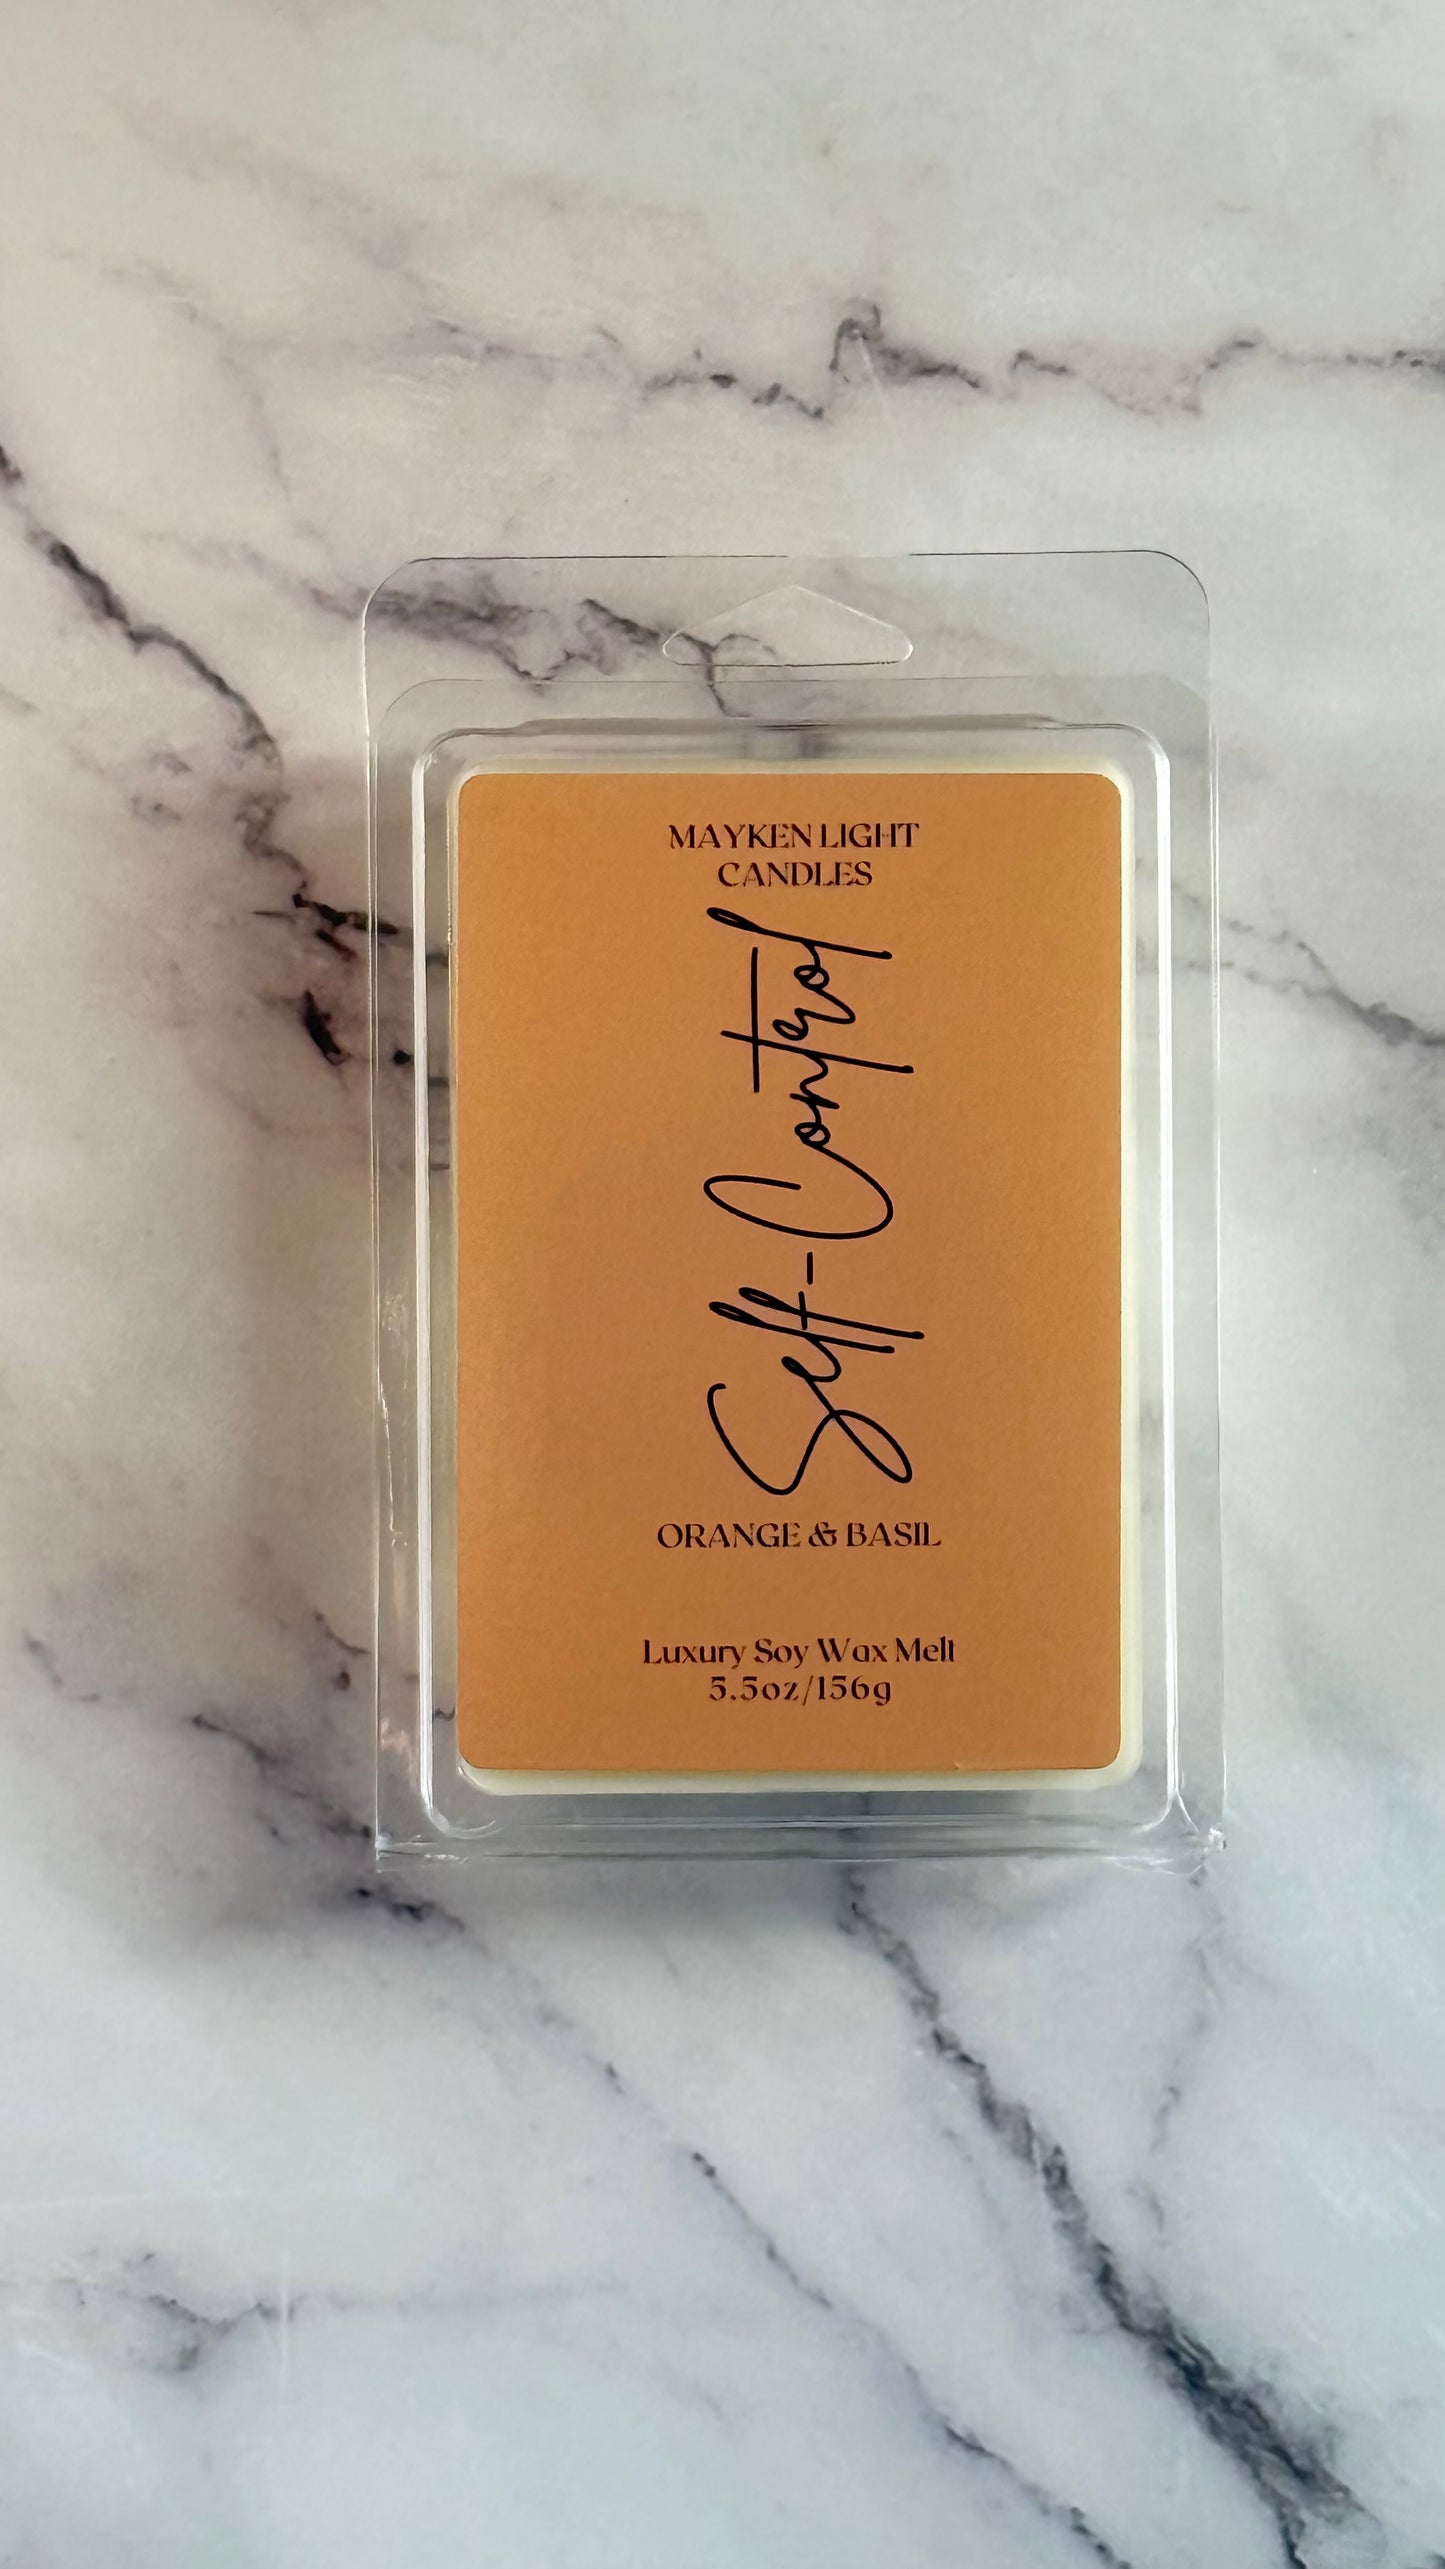 MAYKEN LIGHT
CANDLES
Self-Control
ORANGE & BASIL
Luxury Soy Wax Melt
5.5oz/156g